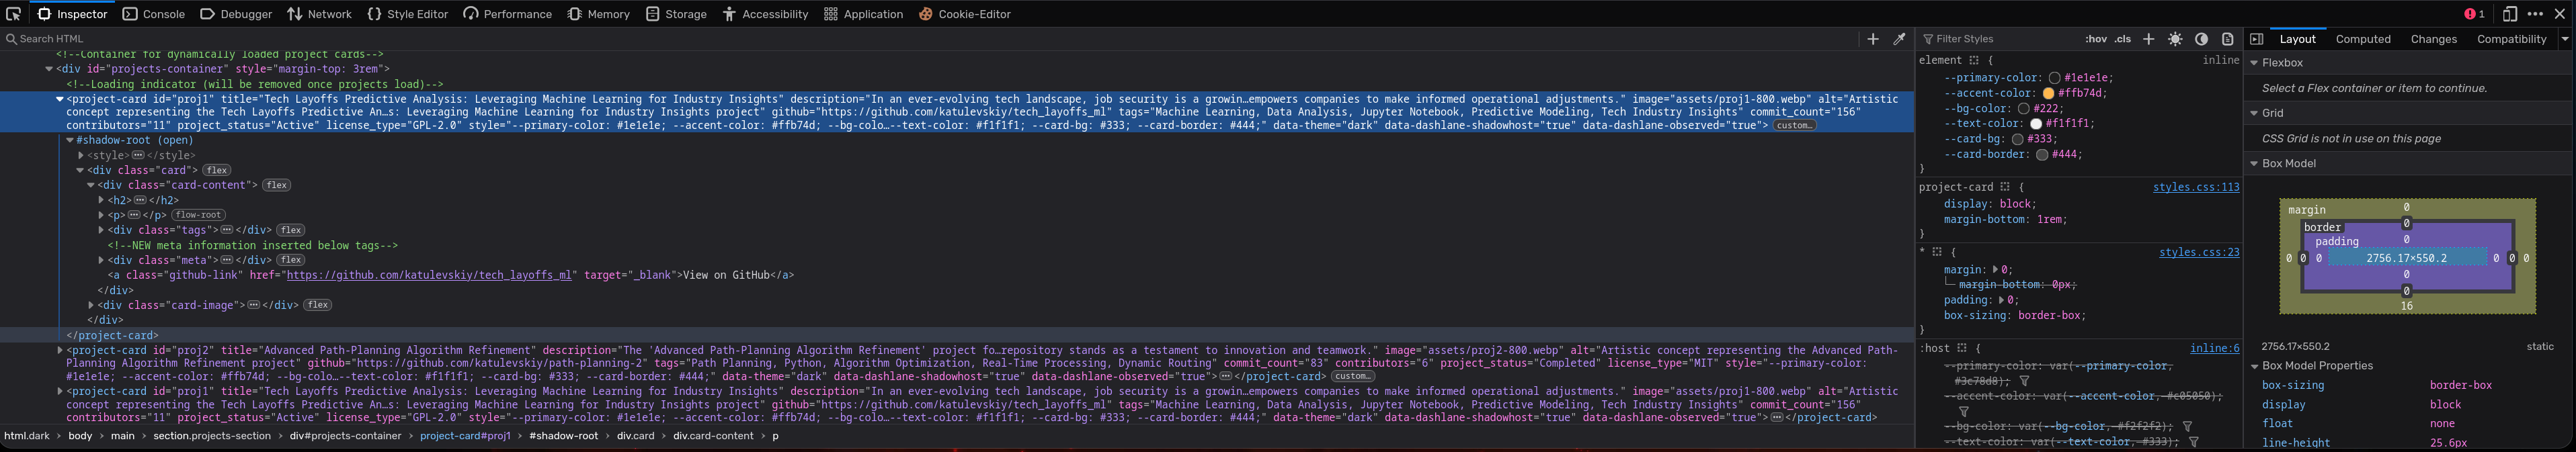 Inspector Console Debugger Network Style Editor Performance Memory Storage Accessibility Application Cookie-Editor 1
Search HTML
<!--Container for dynamically loaded project cards-->
<div id="projects-container" style="margin-top: 3rem">
<!--Loading indicator (will be removed once projects load)-->
<project-card id="proj1" title="Tech Layoffs Predictive Analysis: Leveraging Machine Learning for Industry Insights" description="In an ever-evolving tech landscape, job security is a growin…empowers companies to make informed operational adjustments." image="assets/proj1-800.webp" alt="Artistic
concept representing the Tech Layoffs Predictive An…s: Leveraging Machine Learning for Industry Insights project" github="https://github.com/katulevskiy/tech_layoffs_ml" tags="Machine Learning, Data Analysis, Jupyter Notebook, Predictive Modeling, Tech Industry Insights" commit_count="156"
contributors="11" project_status="Active" license_type="GPL-2.0" style="--primary-color: #1e1e1e; --accent-color: #ffb74d; --bg-colo…--text-color: #f1f1f1; --card-bg: #333; --card-border: #444;" data-theme="dark" data-dashlane-shadowhost="true" data-dashlane-observed="true"> custom…
#shadow-root (open)
<style> </style>
<div class="card"> flex
<div class="card-content"> flex
<h2> </h2>
<p> </p> flow-root
<div class="tags"> </div> flex
<!--NEW meta information inserted below tags-->
<div class="meta"> </div> flex
<a class="github-link" href="https://github.com/katulevskiy/tech_layoffs_ml" target="_blank">View on GitHub</a>
</div>
<div class="card-image"> </div> flex
</div>
</project-card>
<project-card id="proj2" title="Advanced Path-Planning Algorithm Refinement" description="The 'Advanced Path-Planning Algorithm Refinement' project fo…repository stands as a testament to innovation and teamwork." image="assets/proj2-800.webp" alt="Artistic concept representing the Advanced Path-
Planning Algorithm Refinement project" github="https://github.com/katulevskiy/path-planning-2" tags="Path Planning, Python, Algorithm Optimization, Real-Time Processing, Dynamic Routing" commit_count="83" contributors="6" project_status="Completed" license_type="MIT" style="--primary-color:
#1e1e1e; --accent-color: #ffb74d; --bg-colo…--text-color: #f1f1f1; --card-bg: #333; --card-border: #444;" data-theme="dark" data-dashlane-shadowhost="true" data-dashlane-observed="true"> </project-card> custom…
<project-card id="proj1" title="Tech Layoffs Predictive Analysis: Leveraging Machine Learning for Industry Insights" description="In an ever-evolving tech landscape, job security is a growin…empowers companies to make informed operational adjustments." image="assets/proj1-800.webp" alt="Artistic
concept representing the Tech Layoffs Predictive An…s: Leveraging Machine Learning for Industry Insights project" github="https://github.com/katulevskiy/tech_layoffs_ml" tags="Machine Learning, Data Analysis, Jupyter Notebook, Predictive Modeling, Tech Industry Insights" commit_count="156"
contributors="11" project_status="Active" license_type="GPL-2.0" style="--primary-color: #1e1e1e; --accent-color: #ffb74d; --bg-colo…--text-color: #f1f1f1; --card-bg: #333; --card-border: #444;" data-theme="dark" data-dashlane-shadowhost="true" data-dashlane-observed="true"> </project-card>
html.dark > body > main > section.projects-section > div#projects-container > project-card#proj1 > #shadow-root > div.card > div.card-content > p
Filter Styles :hov .cls
element { inline
--primary-color: #1e1e1e;
--accent-color: #ffb74d;
--bg-color: #222;
--text-color: #f1f1f1;
--card-bg: #333;
--card-border: #444;
}
project-card { styles.css:113
display: block;
margin-bottom: 1rem;
}
* { styles.css:23
margin: 0;
margin-bottom: 0px;
padding: 0;
box-sizing: border-box;
}
:host { inline:6
--primary-color: var(--primary-color,
#3c78d8);
--accent-color: var(--accent-color, #c05050);
--bg-color: var(--bg-color, #f2f2f2);
--text-color: var(--text-color, #333);
Layout Computed Changes Compatibility
Flexbox
Select a Flex container or item to continue.
Grid
CSS Grid is not in use on this page
Box Model
margin 0
border 0
padding 0
0 0 0 2756.17×550.2 0 0 0
0
0
16
2756.17×550.2 static
Box Model Properties
box-sizing border-box
display block
float none
line-height 25.6px